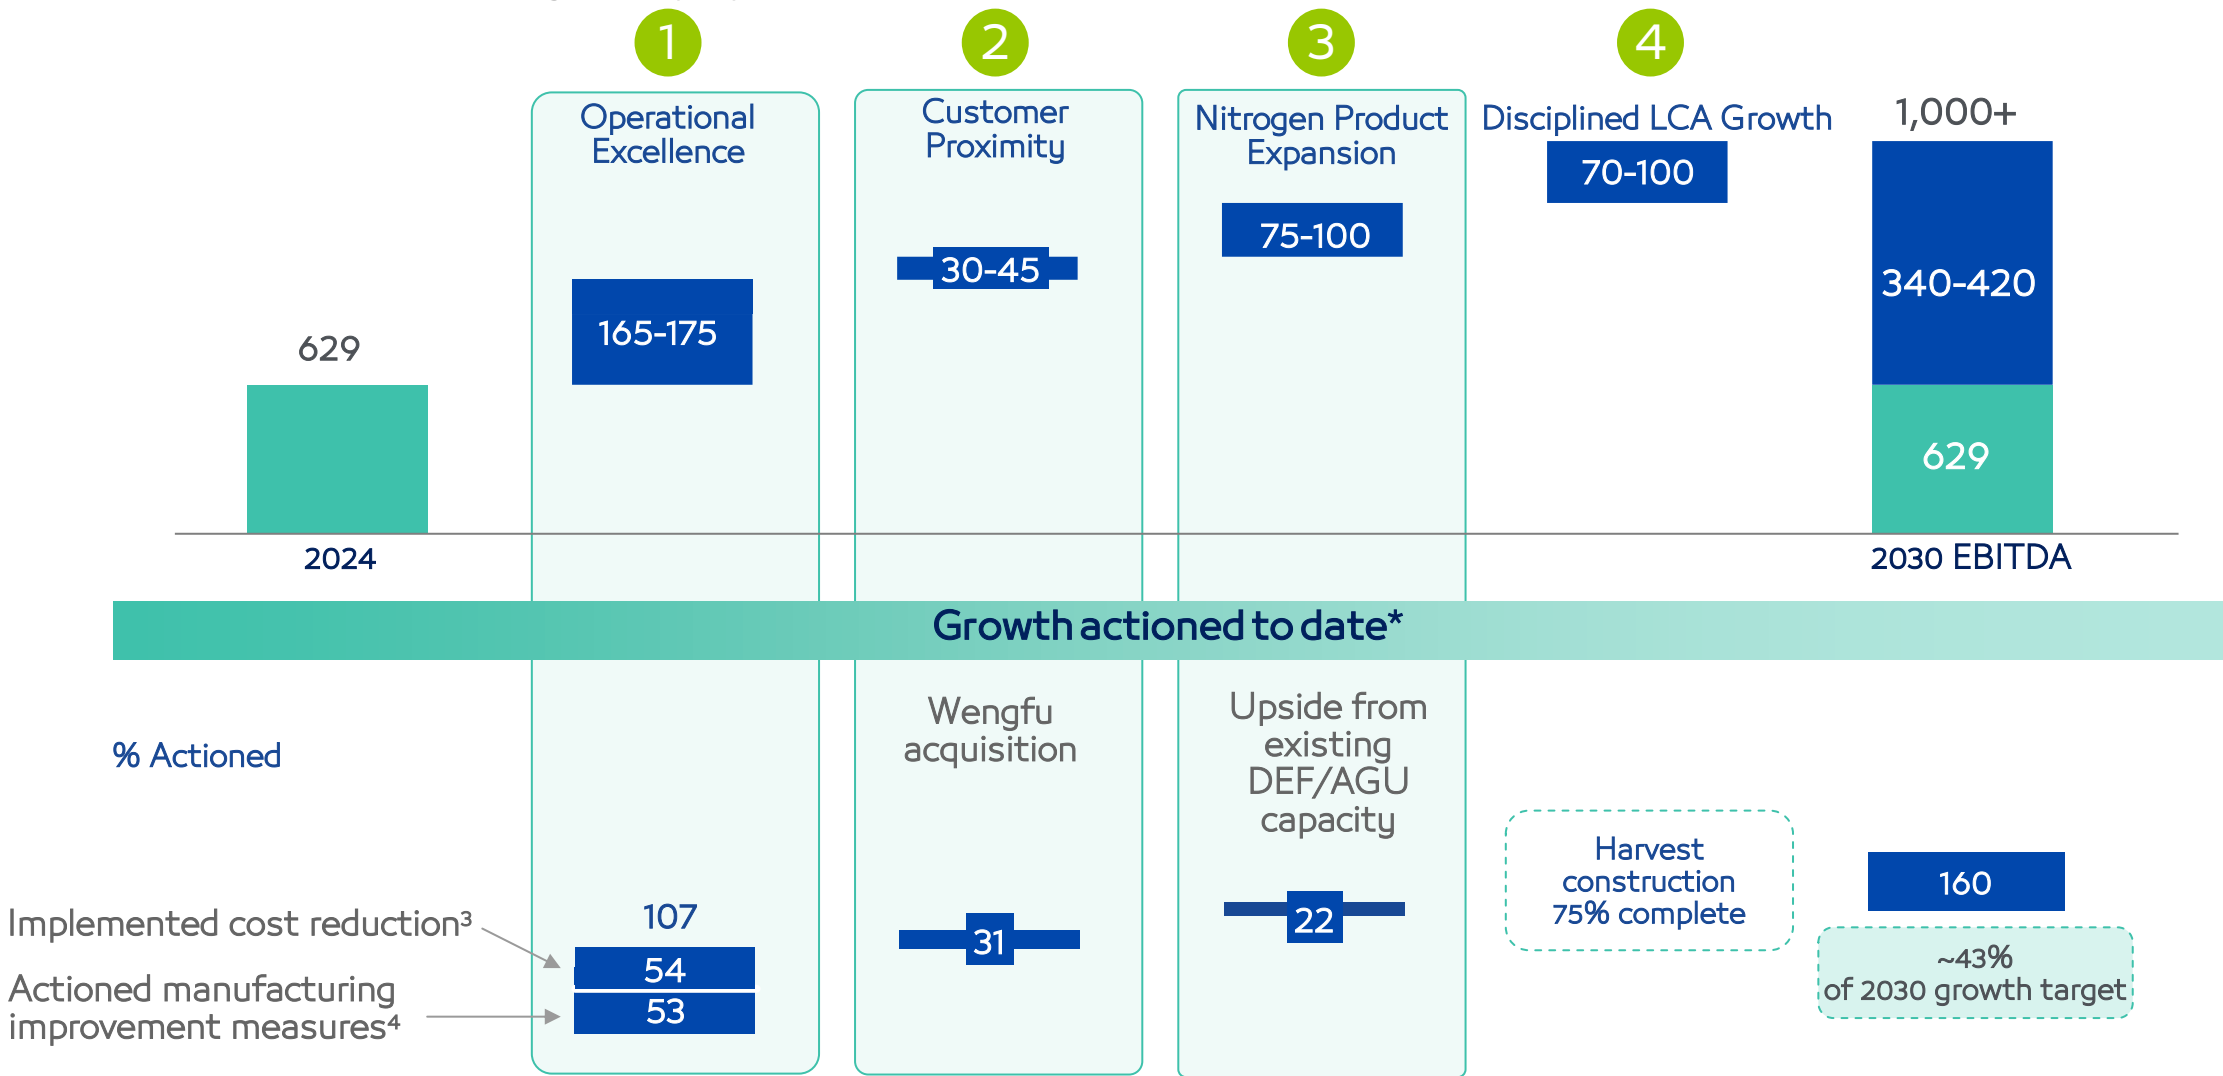 1
2
3
4
Operational
Excellence
Customer
Proximity
Nitrogen Product
Expansion
Disciplined LCA Growth
1,000+
70-100
75-100
30-45
340-420
165-175
629
629
2024
2030 EBITDA
Growth actioned to date*
% Actioned
Wengfu
acquisition
Upside from
existing
DEF/AGU
capacity
Harvest
construction
75% complete
160
~43%
of 2030 growth target
Implemented cost reduction³
Actioned manufacturing
improvement measures⁴
107
54
53
31
22